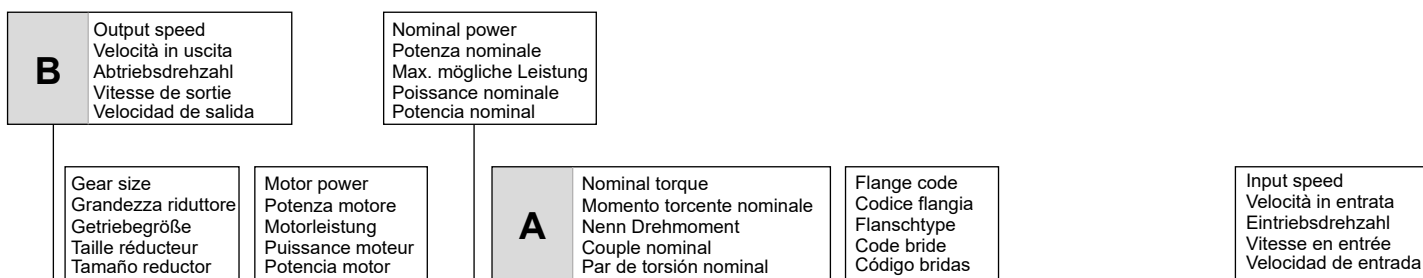 B
Output speed
Velocità in uscita
Abtriebsdrehzahl
Vitesse de sortie
Velocidad de salida
Nominal power
Potenza nominale
Max. mögliche Leistung
Poissance nominale
Potencia nominal
Gear size
Grandezza riduttore
Getriebegröße
Taille réducteur
Tamaño reductor
Motor power
Potenza motore
Motorleistung
Puissance moteur
Potencia motor
A
Nominal torque
Momento torcente nominale
Nenn Drehmoment
Couple nominal
Par de torsión nominal
Flange code
Codice flangia
Flanschtype
Code bride
Código bridas
Input speed
Velocità in entrata
Eintriebsdrehzahl
Vitesse en entrée
Velocidad de entrada